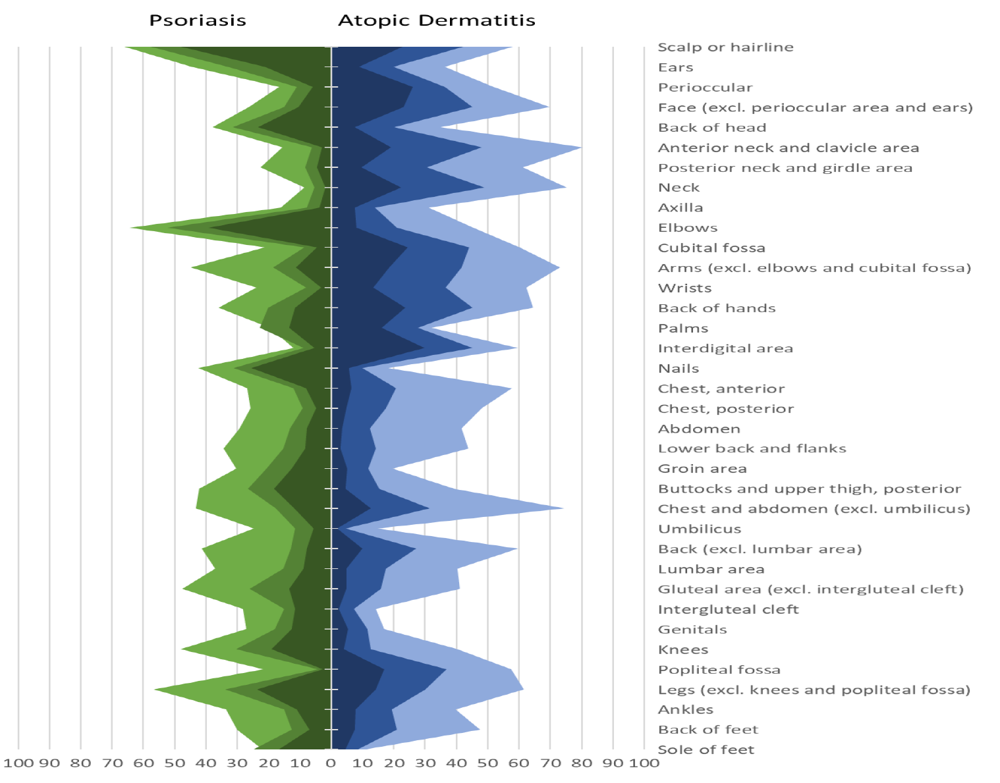 Psoriasis Atopic Dermatitis
Scalp or hairline
Ears
Perioccular
Face (excl. perioccular area and ears)
Back of head
Anterior neck and clavicle area
Posterior neck and girdle area
Neck
Axilla
Elbows
Cubital fossa
Arms (excl. elbows and cubital fossa)
Wrists
Back of hands
Palms
Interdigital area
Nails
Chest, anterior
Chest, posterior
Abdomen
Lower back and flanks
Groin area
Buttocks and upper thigh, posterior
Chest and abdomen (excl. umbilicus)
Umbilicus
Back (excl. lumbar area)
Lumbar area
Gluteal area (excl. intergluteal cleft)
Intergluteal cleft
Genitals
Knees
Popliteal fossa
Legs (excl. knees and popliteal fossa)
Ankles
Back of feet
Sole of feet
100 90 80 70 60 50 40 30 20 10 0 10 20 30 40 50 60 70 80 90 100